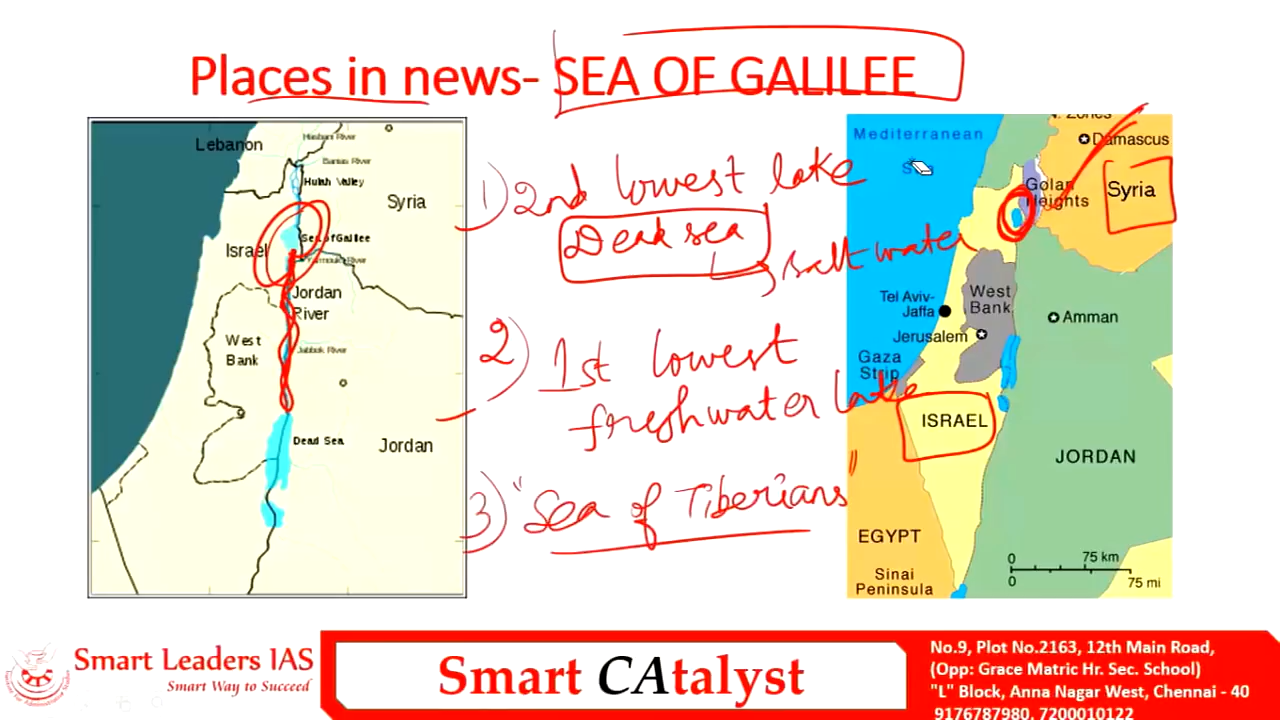 Places in news- SEA OF GALILEE
Lebanon
Hasbani River
Banias River
Hulah Valley
Syria
Sea of Galilee
Israel
Yarmouk River
Jordan
River
West
Bank
Jabbok River
Dead Sea
Jordan
1) 2nd lowest lake
Dead sea
salt water
2) 1st lowest
freshwater lake
3) "Sea of Tiberians"
Mediterranean
N. Zones
Damascus
Golan
Heights
Syria
Tel Aviv-
Jaffa
West
Bank
Amman
Jerusalem
Gaza
Strip
ISRAEL
JORDAN
EGYPT
Sinai
Peninsula
0 75 km
0 75 mi
Smart Leaders IAS
Smart Way to Succeed
Smart CAtalyst
No.9, Plot No.2163, 12th Main Road,
(Opp: Grace Matric Hr. Sec. School)
"L" Block, Anna Nagar West, Chennai - 40
9176787980, 7200010122